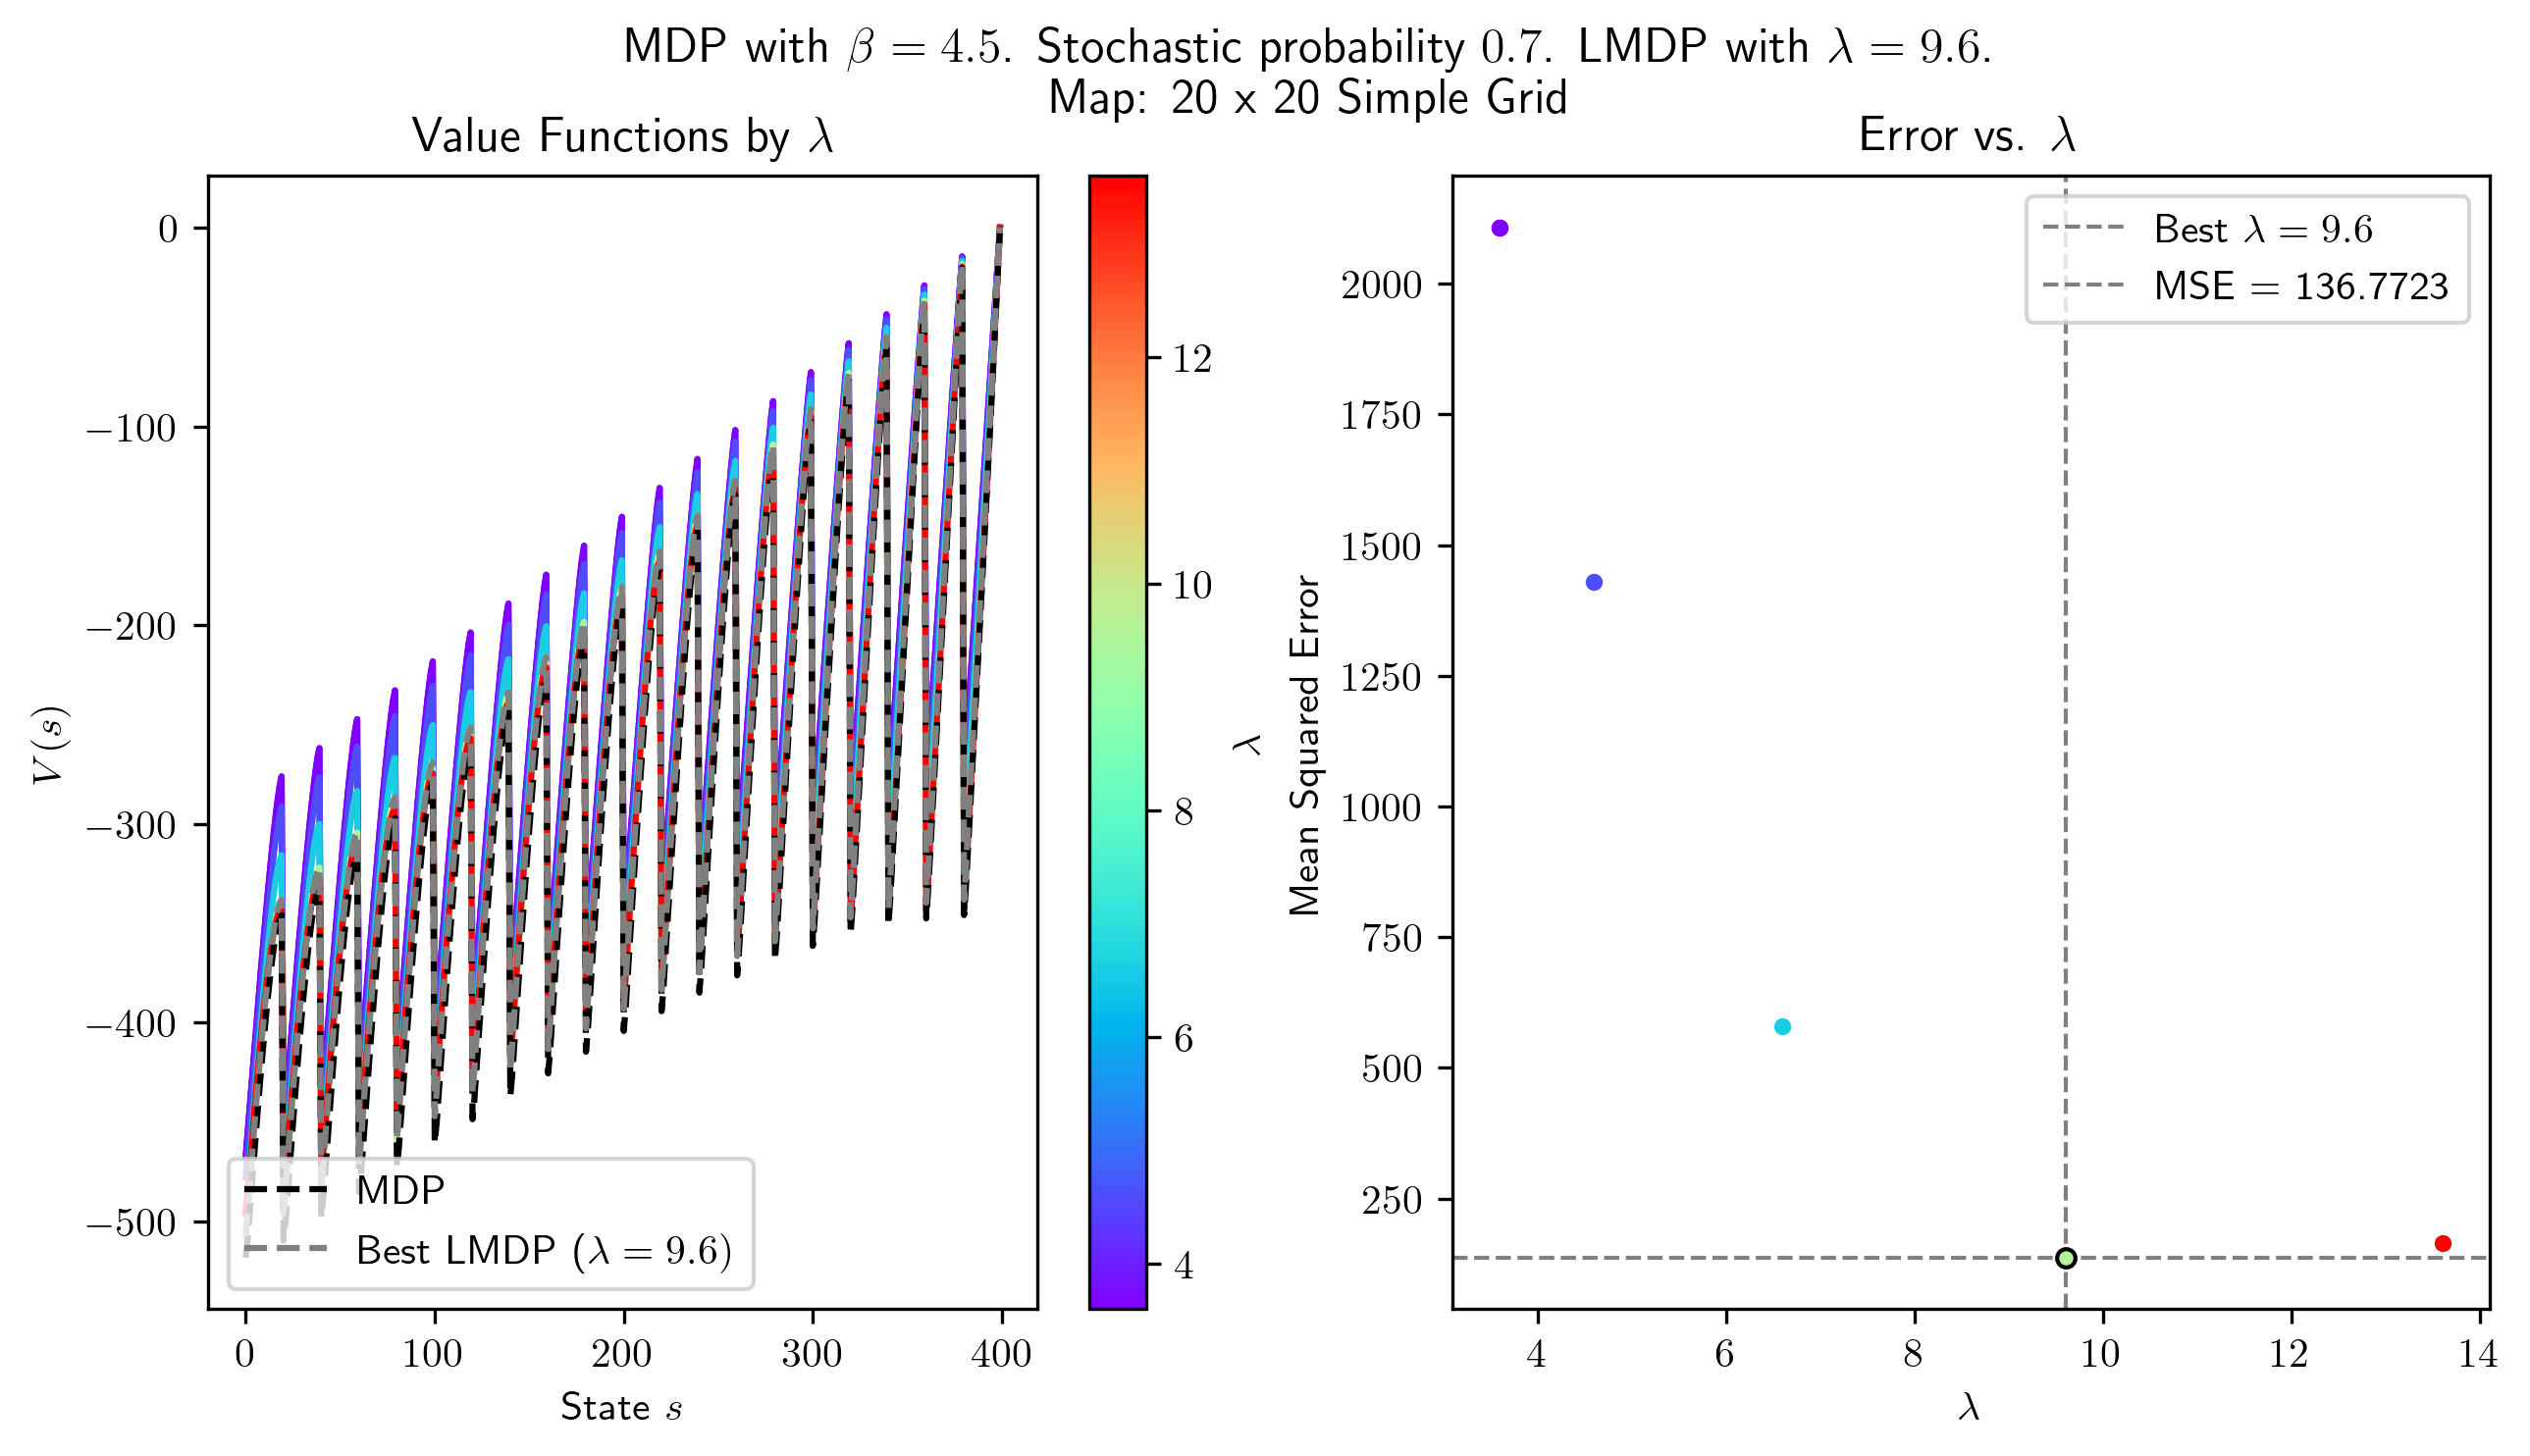 MDP with β = 4.5. Stochastic probability 0.7. LMDP with λ = 9.6.
Map: 20 x 20 Simple Grid
Value Functions by λ
0
−100
−200
−300
−400
−500
V(s)
0 100 200 300 400
State s
MDP
Best LMDP (λ = 9.6)
12
10
8
6
4
λ
Error vs. λ
2000
1750
1500
1250
1000
750
500
250
Mean Squared Error
4 6 8 10 12 14
λ
Best λ = 9.6
MSE = 136.7723